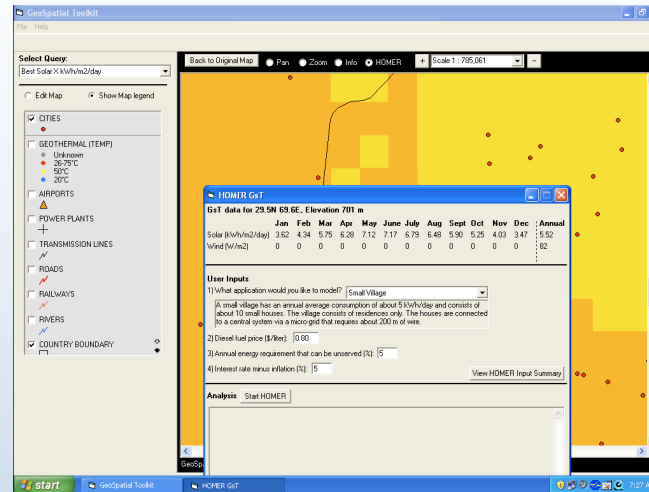 GeoSpatial Toolkit
File Help
Select Query:
Best Solar X kWh/m2/day
Back to Original Map Pan Zoom Info HOMER + Scale 1 : 785,061 -
Edit Map Show Map legend
CITIES
GEOTHERMAL (TEMP)
Unknown
26-75°C
50°C
20°C
AIRPORTS
POWER PLANTS
TRANSMISSION LINES
ROADS
RAILWAYS
RIVERS
COUNTRY BOUNDARY
HOMER GsT
GsT data for 29.5N 69.6E, Elevation 701 m
Jan Feb Mar Apr May June July Aug Sept Oct Nov Dec Annual
Solar (kWh/m2/day) 3.62 4.34 5.75 6.28 7.12 7.17 6.79 6.48 5.90 5.25 4.03 3.47 5.52
Wind (W/m2) 0 0 0 0 0 0 0 0 0 0 0 0 82
User Inputs
1) What application would you like to model? Small Village
A small village has an annual average consumption of about 5 kWh/day and consists of
about 10 small houses. The village consists of residences only. The houses are connected
to a central system via a micro-grid that requires about 200 m of wire.
2) Diesel fuel price ($/liter): 0.80
3) Annual energy requirement that can be unserved (%): 5
4) Interest rate minus inflation (%): 5
View HOMER Input Summary
Analysis Start HOMER
GeoSp
start GeoSpatial Toolkit HOMER GsT 7:27 A